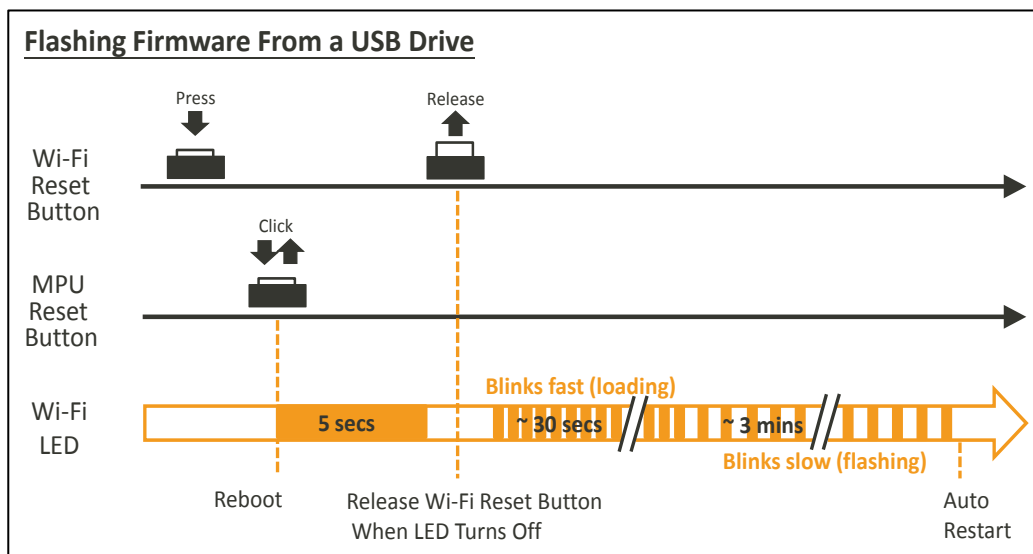 Flashing Firmware From a USB Drive
Press
Release
Wi-Fi
Reset
Button
Click
MPU
Reset
Button
Blinks fast (loading)
Wi-Fi
LED
5 secs
~ 30 secs
~ 3 mins
Blinks slow (flashing)
Reboot
Release Wi-Fi Reset Button
When LED Turns Off
Auto
Restart